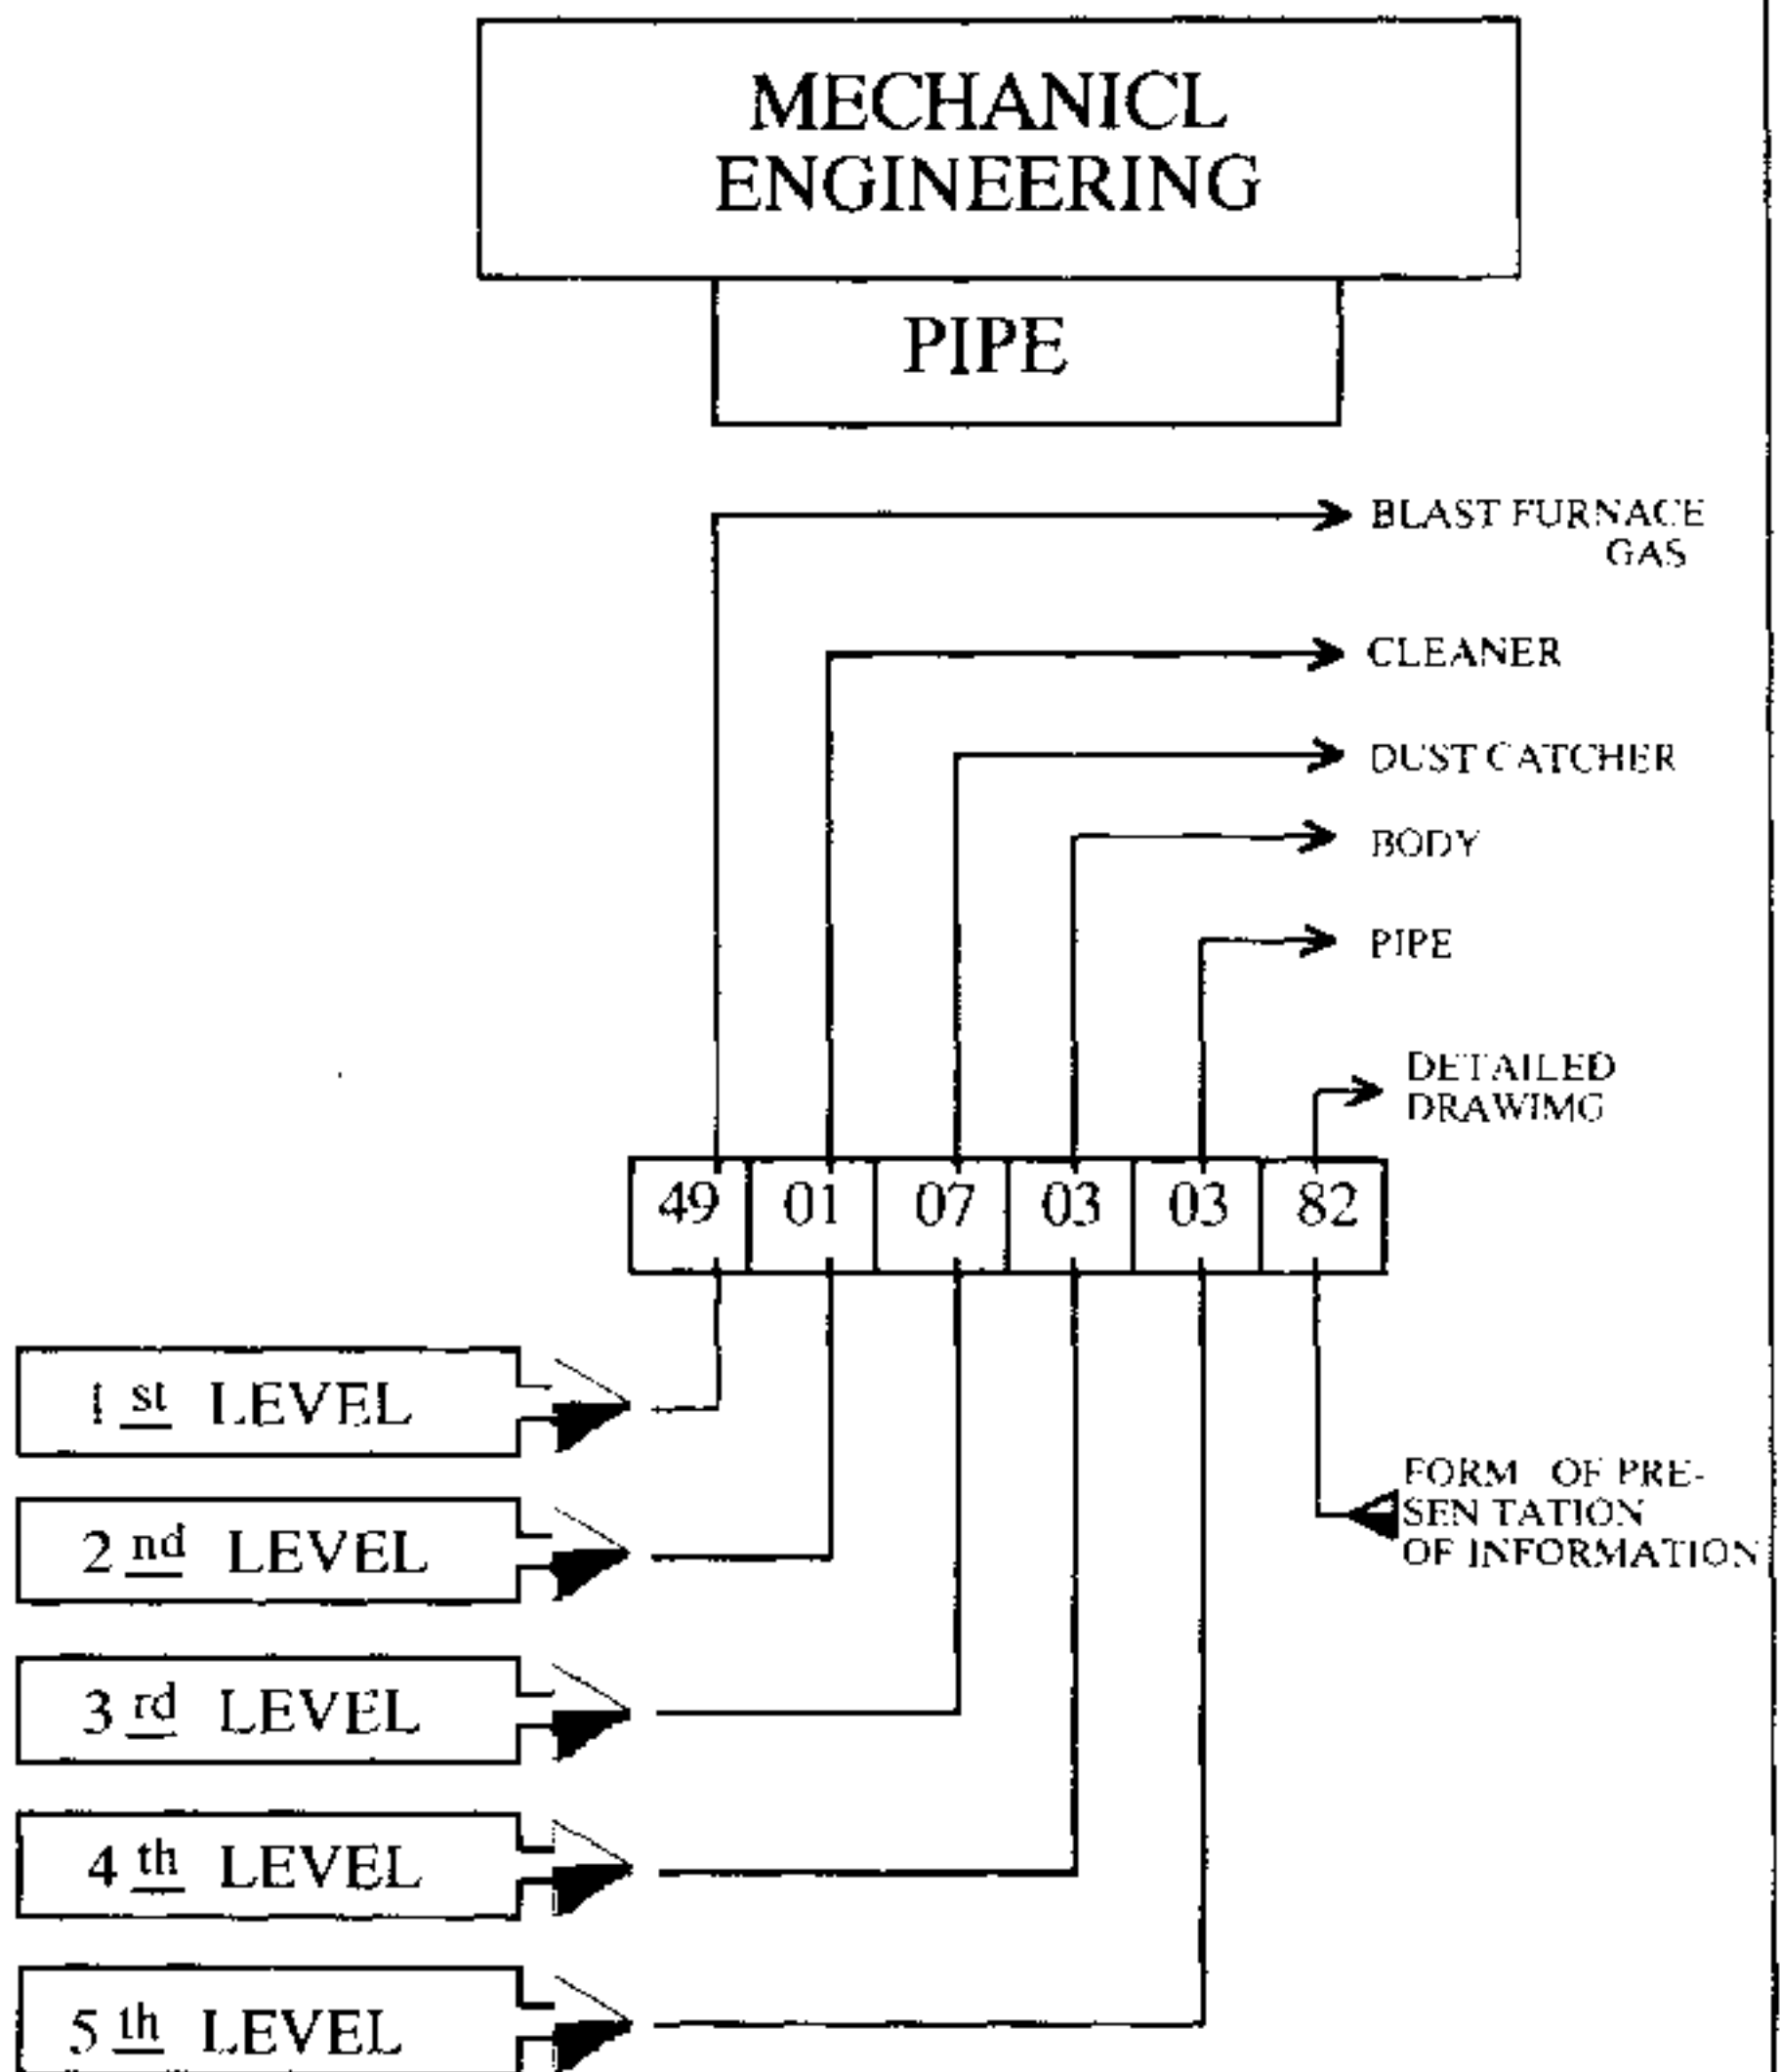 MECHANICL
ENGINEERING
PIPE
BLAST FURNACE
GAS
CLEANER
DUST CATCHER
BODY
PIPE
DETAILED
DRAWIMG
49 01 07 03 03 82
1 st LEVEL
2 nd LEVEL
3 rd LEVEL
4 th LEVEL
5 th LEVEL
FORM OF PRE-
SEN TATION
OF INFORMATION